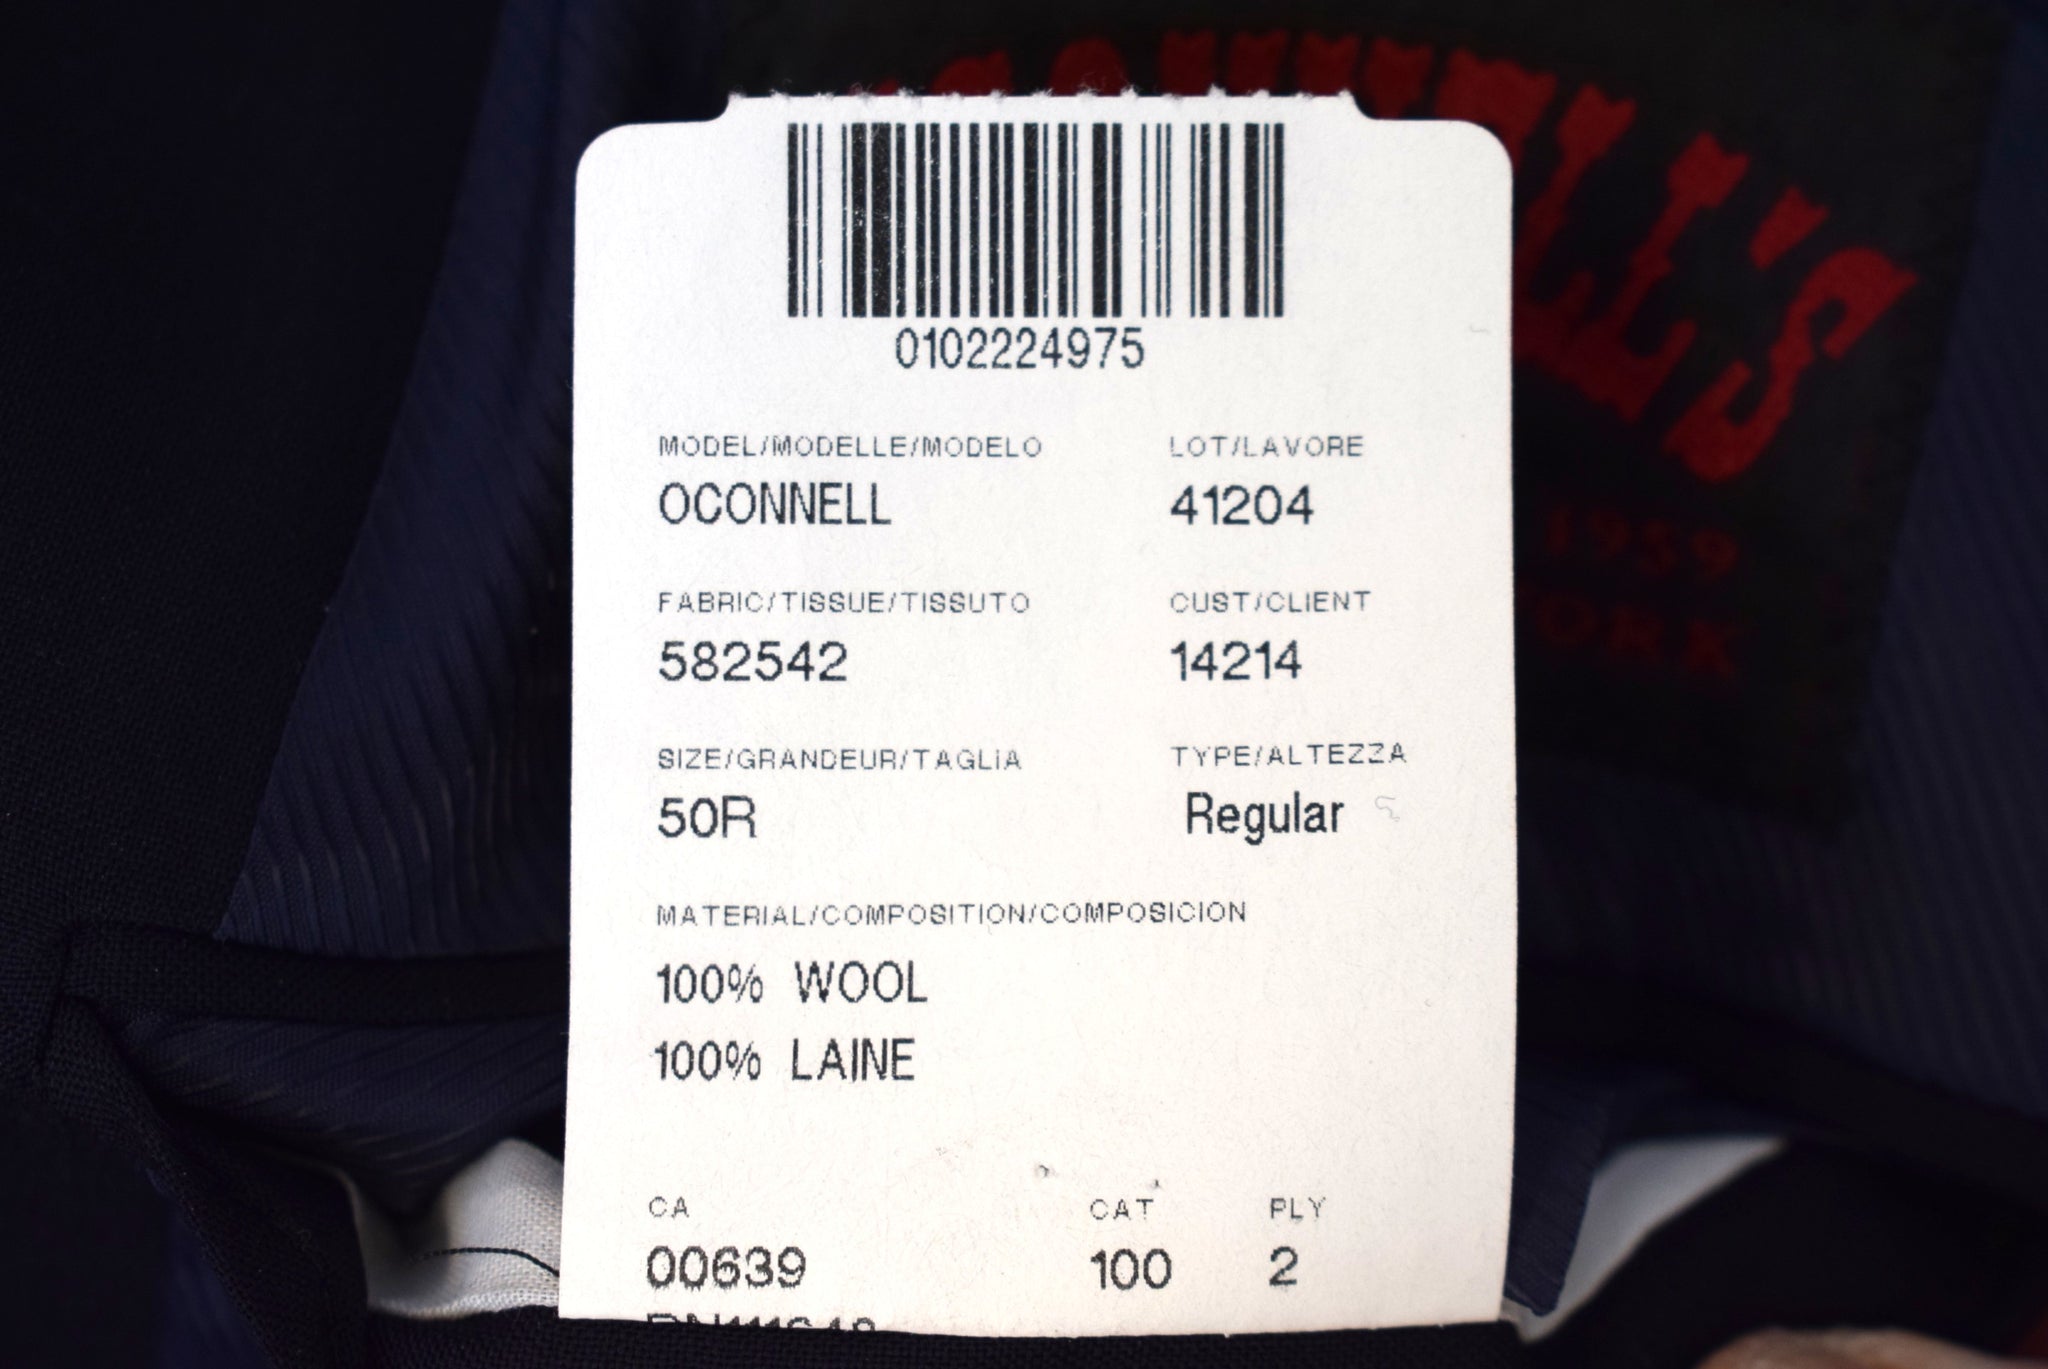 0102224975
MODEL/MODELLE/MODELO LOT/LAVORE
OCONNELL 41204
FABRIC/TISSUE/TISSUTO CUST/CLIENT
582542 14214
SIZE/GRANDEUR/TAGLIA TYPE/ALTEZZA
50R Regular
MATERIAL/COMPOSITION/COMPOSICION
100% WOOL
100% LAINE
CA CAT PLY
00639 100 2
1959